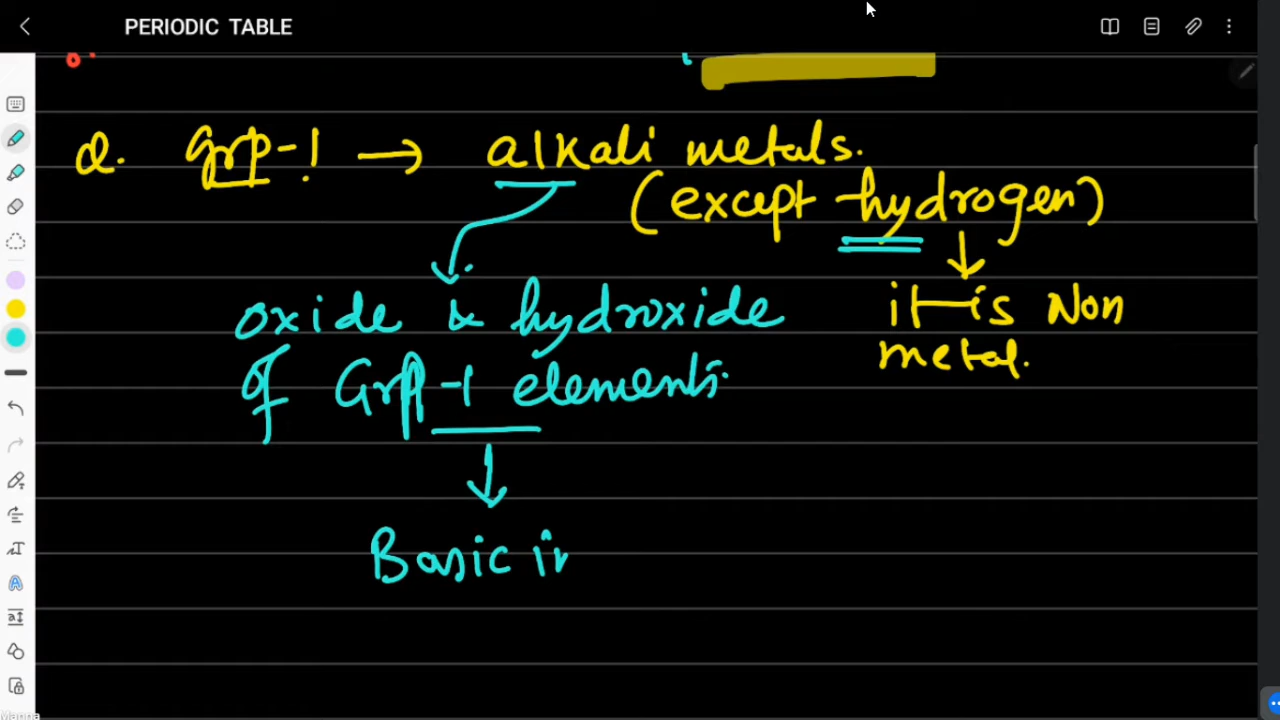 PERIODIC TABLE
d. Grp-1 → alkali metals.
(except hydrogen)
it is Non
metal.
oxide & hydroxide
of Grp-1 elements.
Basic in